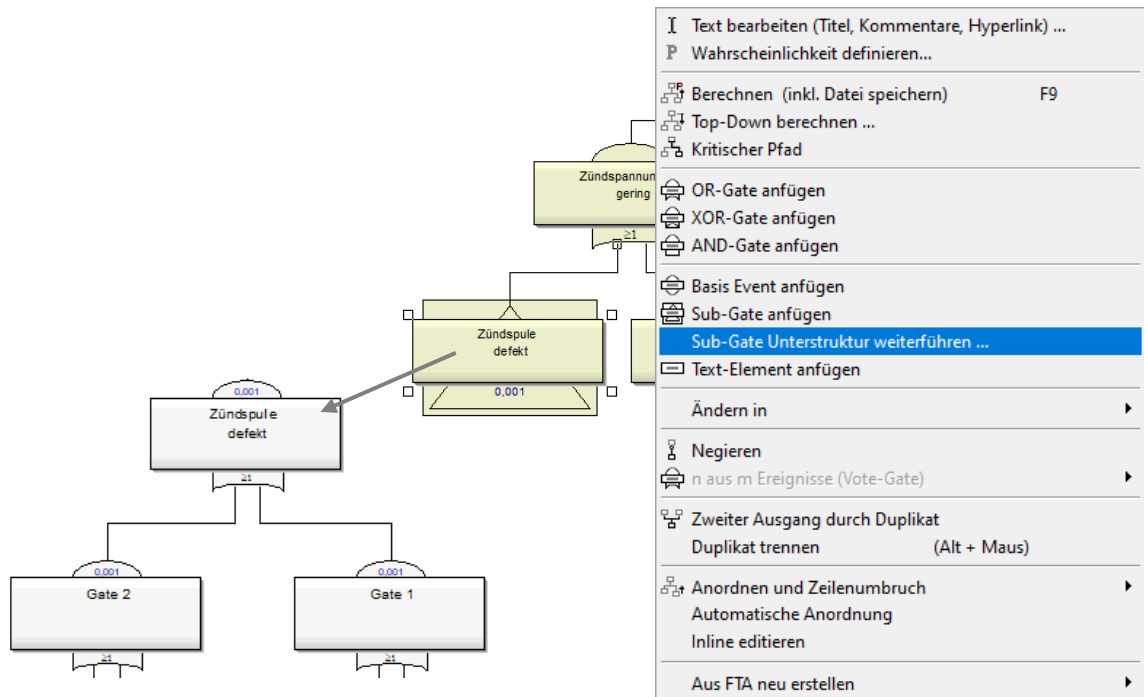 Text bearbeiten (Titel, Kommentare, Hyperlink) ...
P Wahrscheinlichkeit definieren...
Berechnen (inkl. Datei speichern) F9
Top-Down berechnen ...
Kritischer Pfad
OR-Gate anfügen
XOR-Gate anfügen
AND-Gate anfügen
Basis Event anfügen
Sub-Gate anfügen
Sub-Gate Unterstruktur weiterführen ...
Text-Element anfügen
Ändern in
Negieren
n aus m Ereignisse (Vote-Gate)
Zweiter Ausgang durch Duplikat
Duplikat trennen (Alt + Maus)
Anordnen und Zeilenumbruch
Automatische Anordnung
Inline editieren
Aus FTA neu erstellen
Zündspannun
gering
≥1
Zündspule
defekt
0,001
0,001
Zündspule
defekt
≥1
0,001
Gate 2
≥1
0,001
Gate 1
≥1